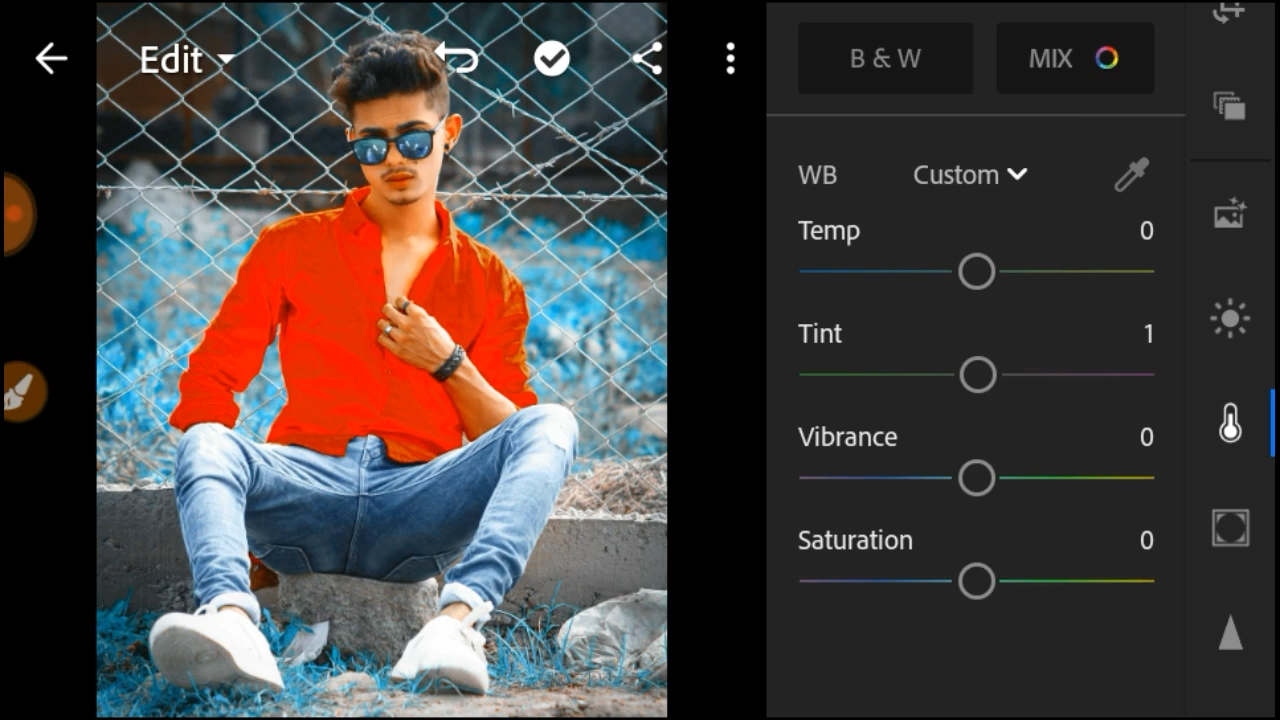 Edit
B & W
MIX
WB Custom
Temp 0
Tint 1
Vibrance 0
Saturation 0